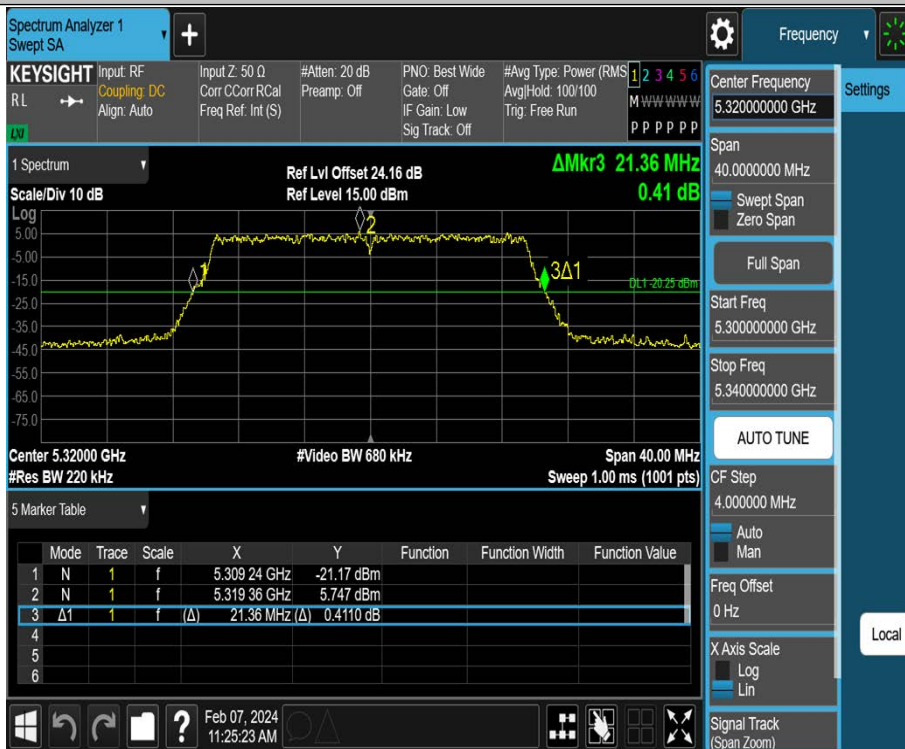 Spectrum Analyzer 1
Swept SA
+
Frequency
KEYSIGHT
R L
LXI
Input: RF
Coupling: DC
Align: Auto
Input Z: 50 Ω
Corr CCorr RCal
Freq Ref: Int (S)
#Atten: 20 dB
Preamp: Off
PNO: Best Wide
Gate: Off
IF Gain: Low
Sig Track: Off
#Avg Type: Power (RMS
Avg|Hold: 100/100
Trig: Free Run
1 2 3 4 5 6
M W W W W W
P P P P P P
1 Spectrum
Scale/Div 10 dB
Ref Lvl Offset 24.16 dB
Ref Level 15.00 dBm
ΔMkr3 21.36 MHz
0.41 dB
Log
5.00
-5.00
-15.0
-25.0
-35.0
-45.0
-55.0
-65.0
-75.0
1
2
3Δ1
DL1 -20.25 dBm
Center 5.32000 GHz
#Video BW 680 kHz
Span 40.00 MHz
#Res BW 220 kHz
Sweep 1.00 ms (1001 pts)
5 Marker Table
Mode Trace Scale X Y Function Function Width Function Value
1 N 1 f 5.309 24 GHz -21.17 dBm
2 N 1 f 5.319 36 GHz 5.747 dBm
3 Δ1 1 f (Δ) 21.36 MHz (Δ) 0.4110 dB
4
5
6
?
Feb 07, 2024
11:25:23 AM
Center Frequency
5.320000000 GHz
Span
40.0000000 MHz
Swept Span
Zero Span
Full Span
Start Freq
5.300000000 GHz
Stop Freq
5.340000000 GHz
AUTO TUNE
CF Step
4.000000 MHz
Auto
Man
Freq Offset
0 Hz
X Axis Scale
Log
Lin
Signal Track
(Span Zoom)
Settings
Local